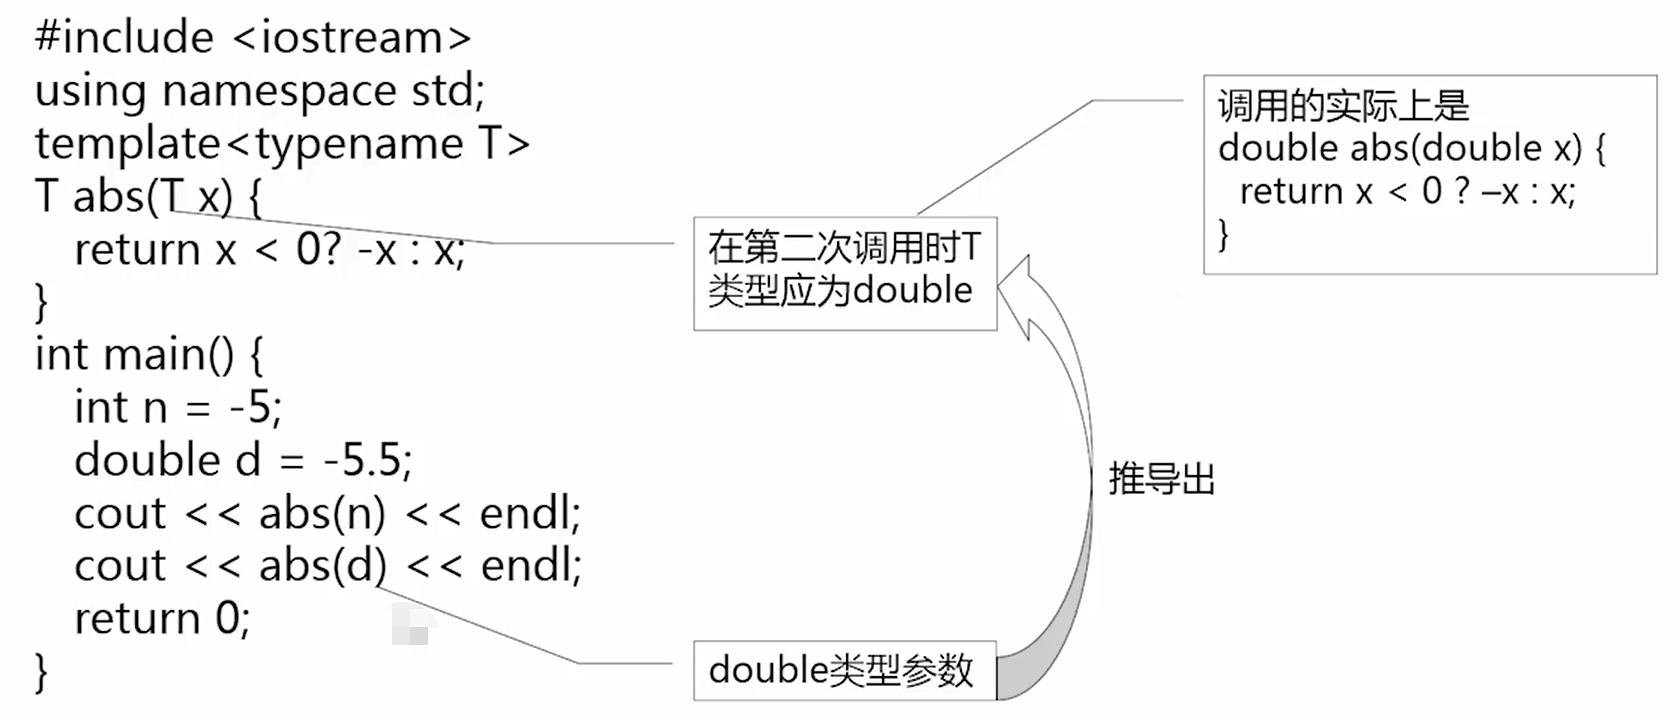 #include <iostream>
using namespace std;
template<typename T>
T abs(T x) {
return x < 0? -x : x;
}
int main() {
int n = -5;
double d = -5.5;
cout << abs(n) << endl;
cout << abs(d) << endl;
return 0;
}
在第二次调用时T
类型应为double
调用的实际上是
double abs(double x) {
return x < 0 ? –x : x;
}
推导出
double类型参数